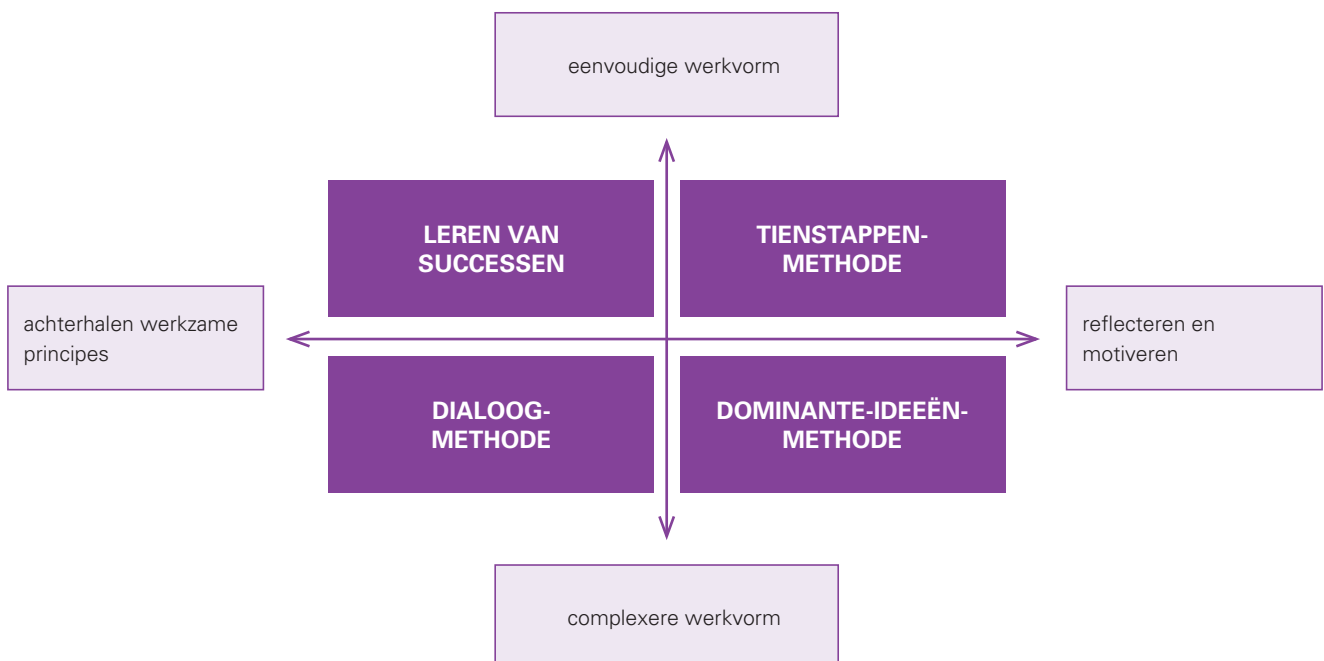 eenvoudige werkvorm
LEREN VAN
SUCCESSEN
TIENSTAPPEN-
METHODE
achterhalen werkzame
principes
reflecteren en
motiveren
DIALOOG-
METHODE
DOMINANTE-IDEEËN-
METHODE
complexere werkvorm